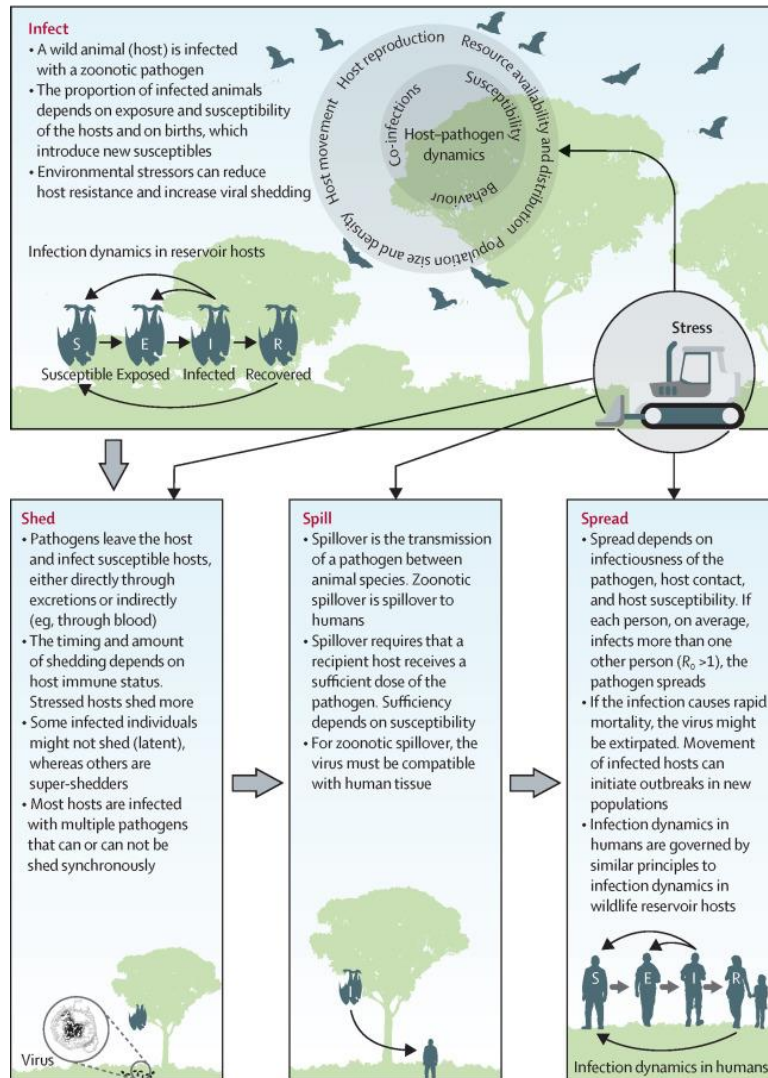 Infect
• A wild animal (host) is infected
with a zoonotic pathogen
• The proportion of infected animals
depends on exposure and susceptibility
of the hosts and on births, which
introduce new susceptibles
• Environmental stressors can reduce
host resistance and increase viral shedding
Host reproduction
Resource availability and distribution
Population size and density
Host movement
Co-infections
Susceptibility
Behaviour
Host–pathogen
dynamics
Infection dynamics in reservoir hosts
S E I R
Susceptible Exposed Infected Recovered
Stress
Shed
• Pathogens leave the host
and infect susceptible hosts,
either directly through
excretions or indirectly
(eg, through blood)
• The timing and amount
of shedding depends on
host immune status.
Stressed hosts shed more
• Some infected individuals
might not shed (latent),
whereas others are
super-shedders
• Most hosts are infected
with multiple pathogens
that can or can not be
shed synchronously
Virus
Spill
• Spillover is the transmission
of a pathogen between
animal species. Zoonotic
spillover is spillover to
humans
• Spillover requires that a
recipient host receives a
sufficient dose of the
pathogen. Sufficiency
depends on susceptibility
• For zoonotic spillover, the
virus must be compatible
with human tissue
I
Spread
• Spread depends on
infectiousness of the
pathogen, host contact,
and host susceptibility. If
each person, on average,
infects more than one
other person (R₀ >1), the
pathogen spreads
• If the infection causes rapid
mortality, the virus might
be extirpated. Movement
of infected hosts can
initiate outbreaks in new
populations
• Infection dynamics in
humans are governed by
similar principles to
infection dynamics in
wildlife reservoir hosts
S E I R
Infection dynamics in humans